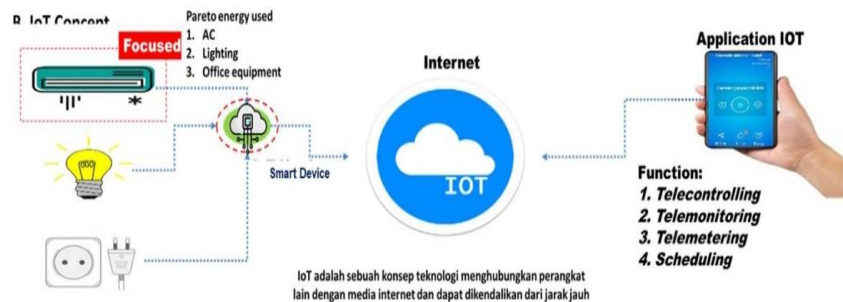 B. IoT Concept
Pareto energy used
1. AC
2. Lighting
3. Office equipment
Focused
Internet
IOT
Smart Device
Application IOT
Function:
1. Telecontrolling
2. Telemonitoring
3. Telemetering
4. Scheduling
IoT adalah sebuah konsep teknologi menghubungkan perangkat
lain dengan media internet dan dapat dikendalikan dari jarak jauh